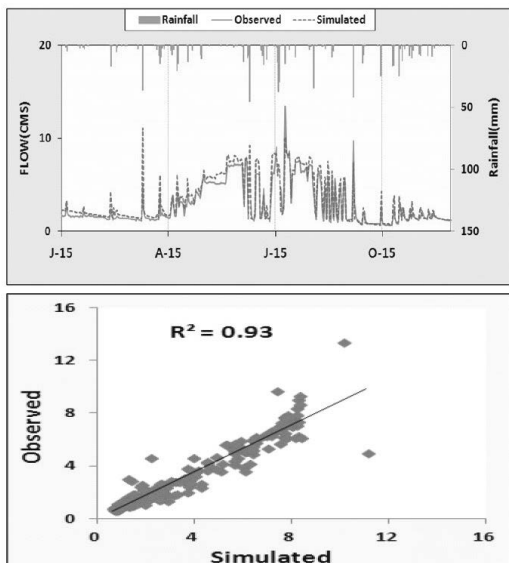 Rainfall Observed Simulated
20 0
FLOW(CMS)
10
0
50
100
150
Rainfall(mm)
J-15 A-15 J-15 O-15
16
12
8
4
0
R² = 0.93
Observed
0 4 8 12 16
Simulated